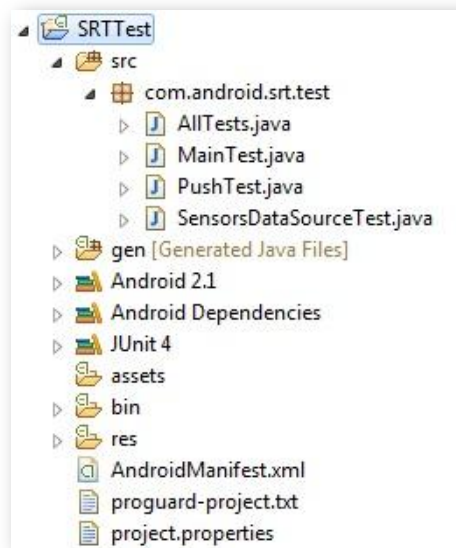 SRTTest
src
com.android.srt.test
AllTests.java
MainTest.java
PushTest.java
SensorsDataSourceTest.java
gen [Generated Java Files]
Android 2.1
Android Dependencies
JUnit 4
assets
bin
res
AndroidManifest.xml
proguard-project.txt
project.properties